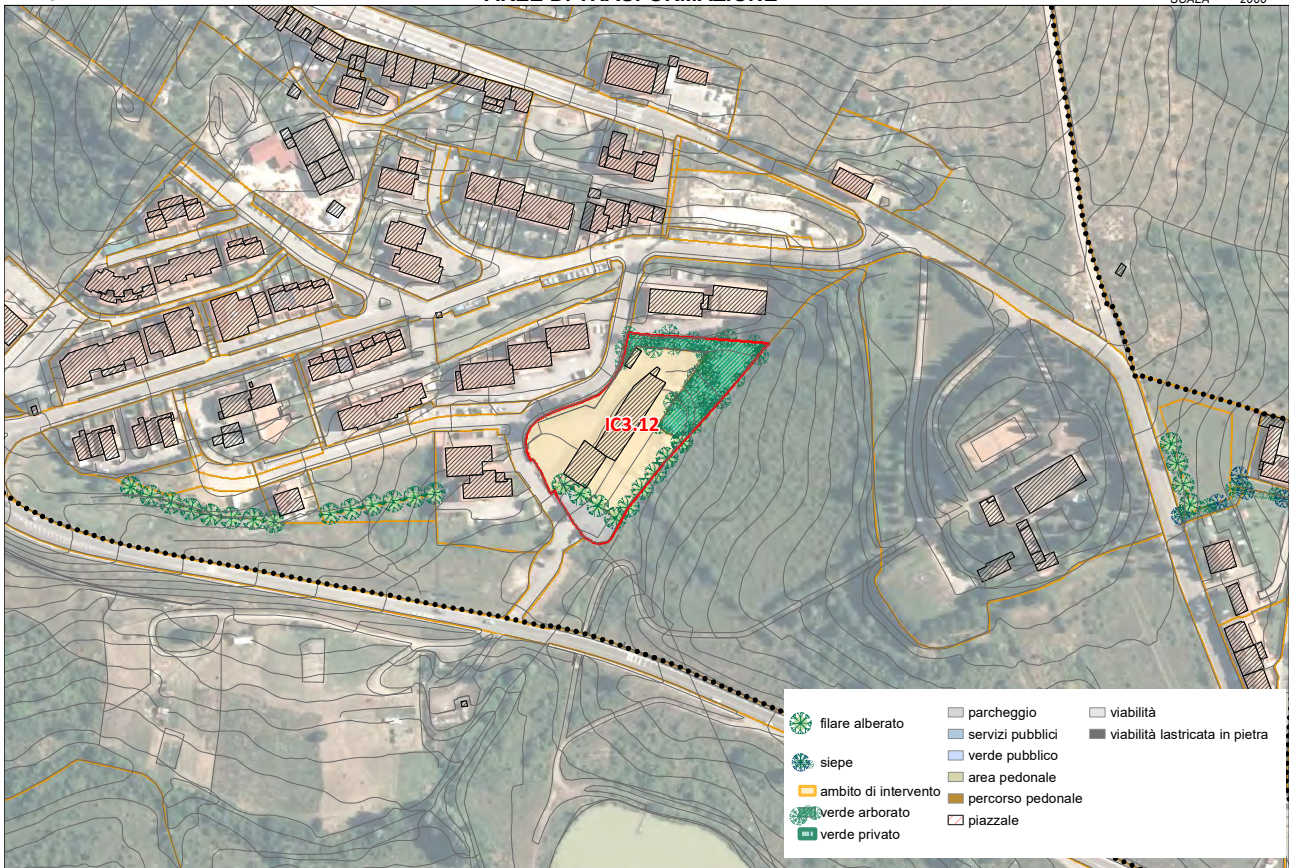 IC3.12
filare alberato
siepe
ambito di intervento
verde arborato
verde privato
parcheggio
servizi pubblici
verde pubblico
area pedonale
percorso pedonale
piazzale
viabilità
viabilità lastricata in pietra